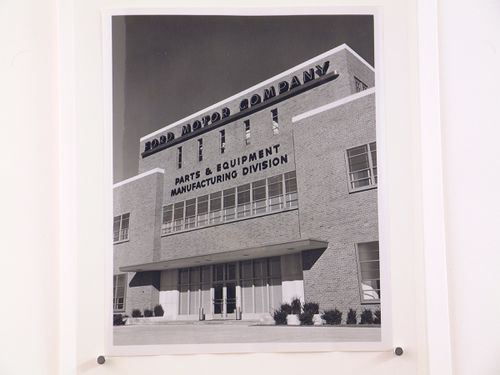 FORD MOTOR COMPANY
PARTS & EQUIPMENT
MANUFACTURING DIVISION